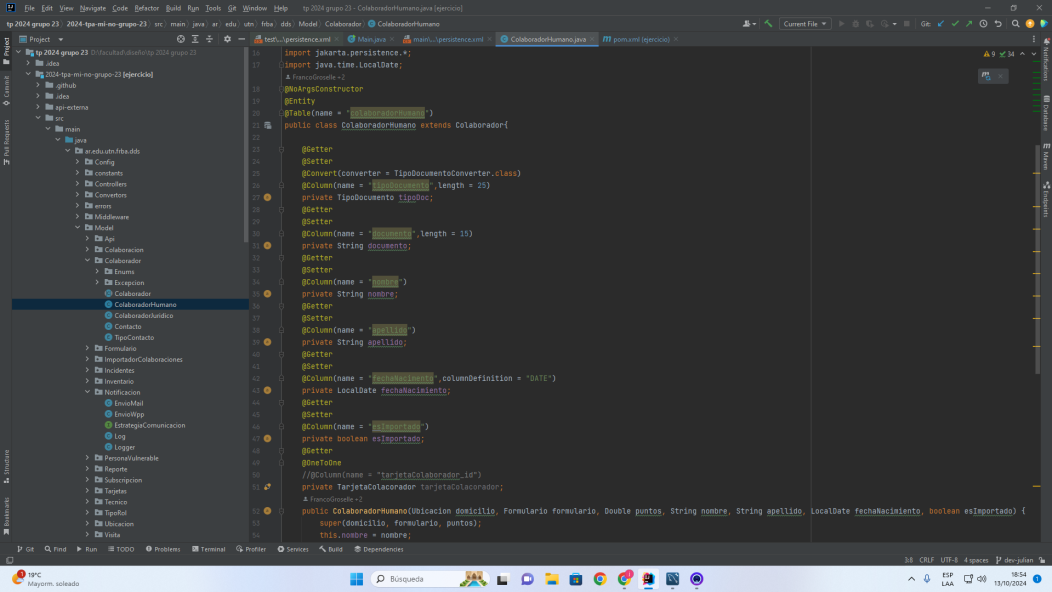 File Edit View Navigate Code Refactor Build Run Tools Git Window Help tp 2024 grupo 23 - ColaboradorHumano.java [ejercicio]
tp 2024 grupo 23 2024-tpa-mi-no-grupo-23 src main java ar edu utn frba dds Model Colaborador ColaboradorHumano
Current File
Git:
Project
test\...\persistence.xml
Main.java
main\...\persistence.xml
ColaboradorHumano.java
pom.xml (ejercicio)
Project
Commit
Pull Requests
Structure
Bookmarks
tp 2024 grupo 23 D:\facultad\diseño\tp 2024 grupo 23
.idea
2024-tpa-mi-no-grupo-23 [ejercicio]
.github
.idea
api-externa
src
main
java
ar.edu.utn.frba.dds
Config
constants
Controllers
Convertors
errors
Middleware
Model
Api
Colaboracion
Colaborador
Enums
Excepcion
Colaborador
ColaboradorHumano
ColaboradorJuridico
Contacto
TipoContacto
Formulario
ImportadorColaboraciones
Incidentes
Inventario
Notificacion
EnvioMail
EnvioWpp
EstrategiaComunicacion
Log
Logger
PersonaVulnerable
Reporte
Subscripcion
Tarjetas
Tecnico
TipoRol
Ubicacion
Visita
9 34
16 import jakarta.persistence.*;
17 import java.time.LocalDate;
FrancoGroselle +2
18 @NoArgsConstructor
19 @Entity
20 @Table(name = "colaboradorHumano")
21 public class ColaboradorHumano extends Colaborador{
22
23 @Getter
24 @Setter
25 @Convert(converter = TipoDocumentoConverter.class)
26 @Column(name = "tipoDocumento",length = 25)
27 private TipoDocumento tipoDoc;
28 @Getter
29 @Setter
30 @Column(name = "documento",length = 15)
31 private String documento;
32 @Getter
33 @Setter
34 @Column(name = "nombre")
35 private String nombre;
36 @Getter
37 @Setter
38 @Column(name = "apellido")
39 private String apellido;
40 @Getter
41 @Setter
42 @Column(name = "fechaNacimento",columnDefinition = "DATE")
43 private LocalDate fechaNacimiento;
44 @Getter
45 @Setter
46 @Column(name = "esImportado")
47 private boolean esImportado;
48 @Getter
49 @OneToOne
50 //@Column(name = "tarjetaColaborador_id")
51 private TarjetaColacorador tarjetaColacorador;
FrancoGroselle +2
52 public ColaboradorHumano(Ubicacion domicilio, Formulario formulario, Double puntos, String nombre, String apellido, LocalDate fechaNacimiento, boolean esImportado) {
53 super(domicilio, formulario, puntos);
54 this.nombre = nombre;
Notifications
Database
Maven
Endpoints
Git Find Run TODO Problems Terminal Profiler Services Build Dependencies
3:8 CRLF UTF-8 4 spaces dev-julian
19°C
Mayorm. soleado
Búsqueda
ESP
LAA
18:54
13/10/2024